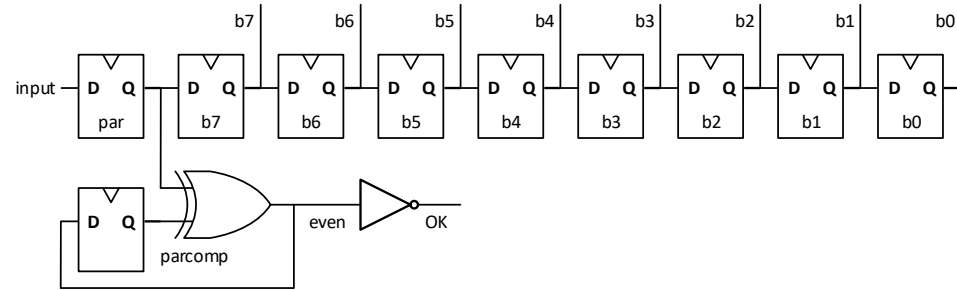 b7 b6 b5 b4 b3 b2 b1 b0
input D Q D Q D Q D Q D Q D Q D Q D Q D Q
par b7 b6 b5 b4 b3 b2 b1 b0
D Q
even OK
parcomp